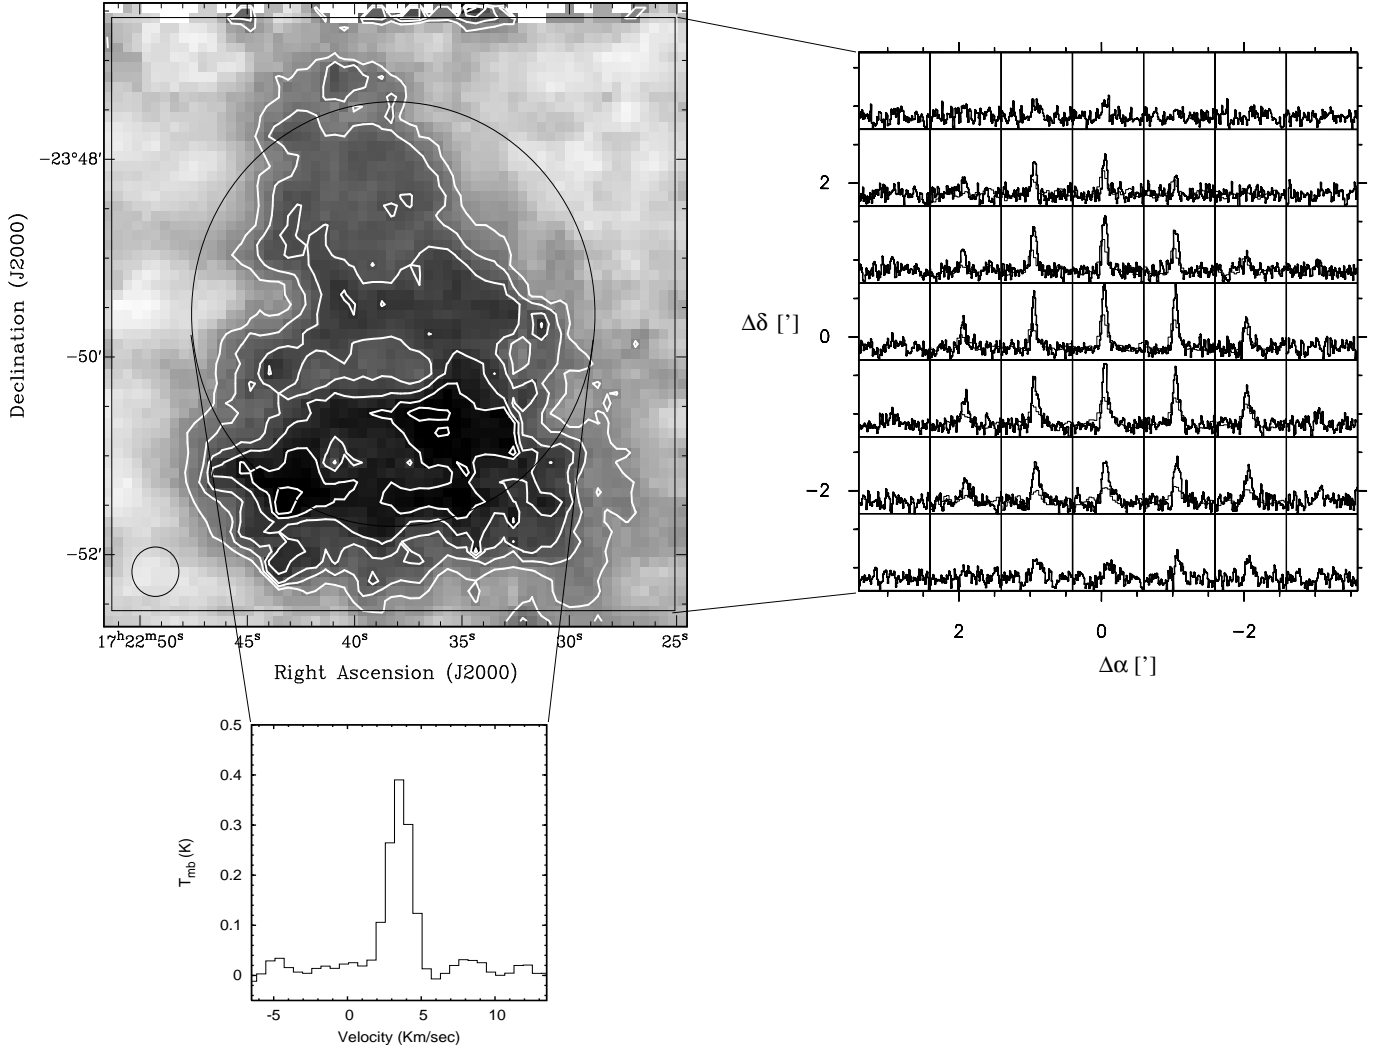 −23°48′
−50′
−52′
Declination (J2000)
17ʰ22ᵐ50ˢ
45ˢ
40ˢ
35ˢ
30ˢ
25ˢ
Right Ascension (J2000)
2
0
−2
Δδ [']
2
0
−2
Δα [']
0.5
0.4
0.3
0.2
0.1
0
T_mb (K)
-5
0
5
10
Velocity (Km/sec)